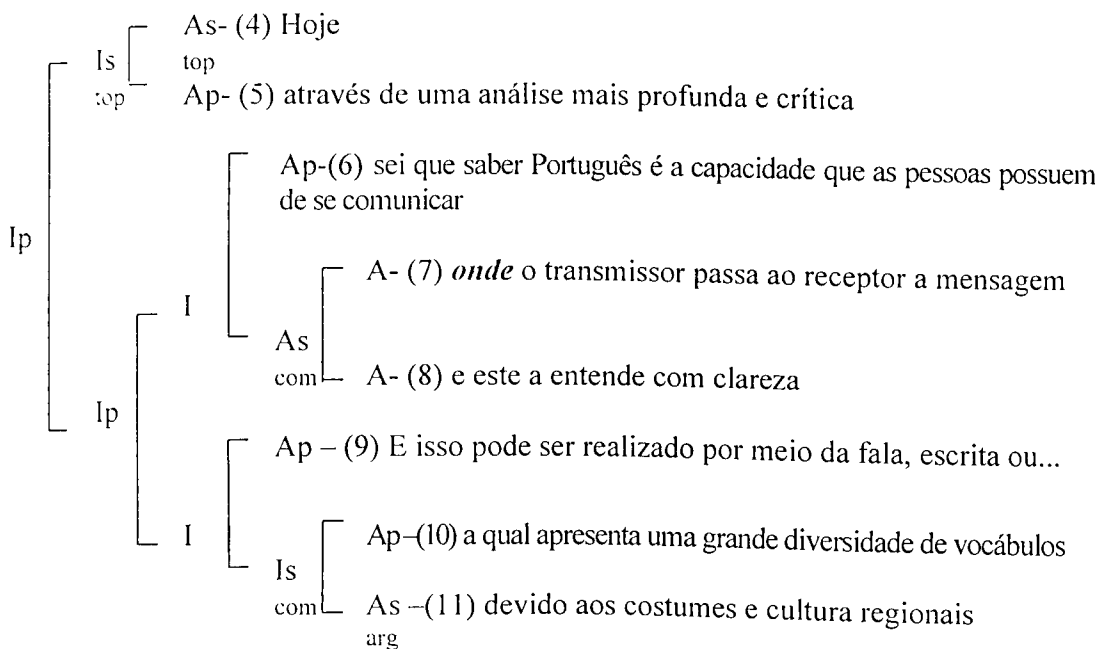 As- (4) Hoje
Is
top
top
Ap- (5) através de uma análise mais profunda e crítica
Ap-(6) sei que saber Português é a capacidade que as pessoas possuem
de se comunicar
Ip
A- (7) onde o transmissor passa ao receptor a mensagem
I
As
com
A- (8) e este a entende com clareza
Ip
Ap – (9) E isso pode ser realizado por meio da fala, escrita ou...
I
Ap–(10) a qual apresenta uma grande diversidade de vocábulos
Is
com
As –(11) devido aos costumes e cultura regionais
arg